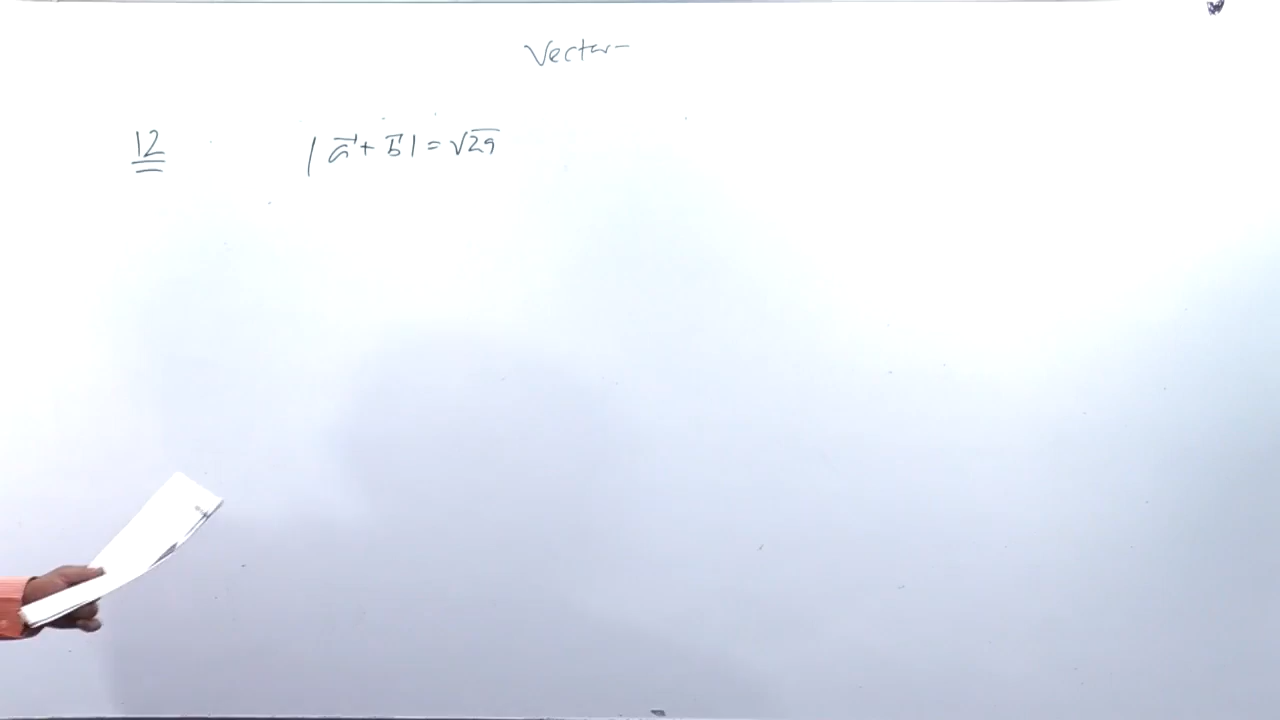 Vector
12 | a⃗ + b⃗ | = √29